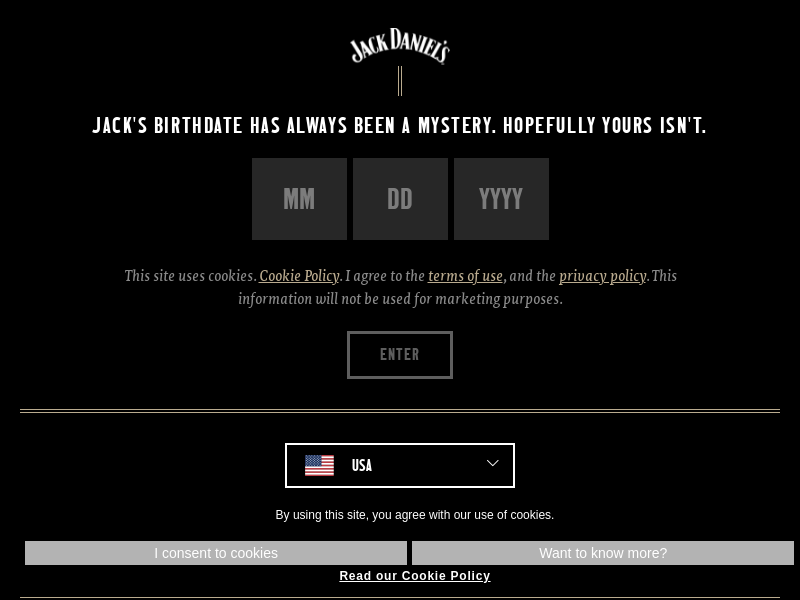 JACK DANIEL'S
JACK'S BIRTHDATE HAS ALWAYS BEEN A MYSTERY. HOPEFULLY YOURS ISN'T.
MM DD YYYY
This site uses cookies. Cookie Policy. I agree to the terms of use, and the privacy policy. This
information will not be used for marketing purposes.
ENTER
USA
By using this site, you agree with our use of cookies.
I consent to cookies Want to know more?
Read our Cookie Policy